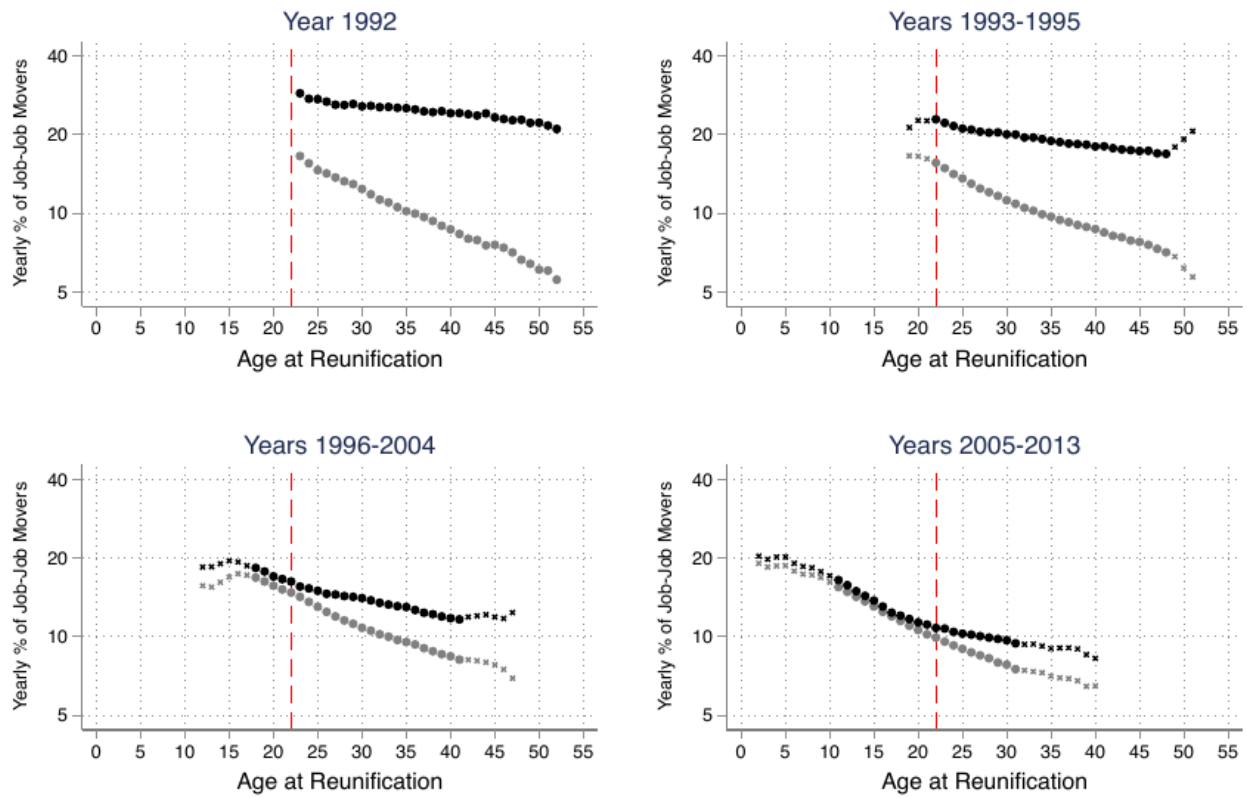 Year 1992
Yearly % of Job-Job Movers
40
20
10
5
0 5 10 15 20 25 30 35 40 45 50 55
Age at Reunification
Years 1993-1995
Yearly % of Job-Job Movers
40
20
10
5
0 5 10 15 20 25 30 35 40 45 50 55
Age at Reunification
Years 1996-2004
Yearly % of Job-Job Movers
40
20
10
5
0 5 10 15 20 25 30 35 40 45 50 55
Age at Reunification
Years 2005-2013
Yearly % of Job-Job Movers
40
20
10
5
0 5 10 15 20 25 30 35 40 45 50 55
Age at Reunification